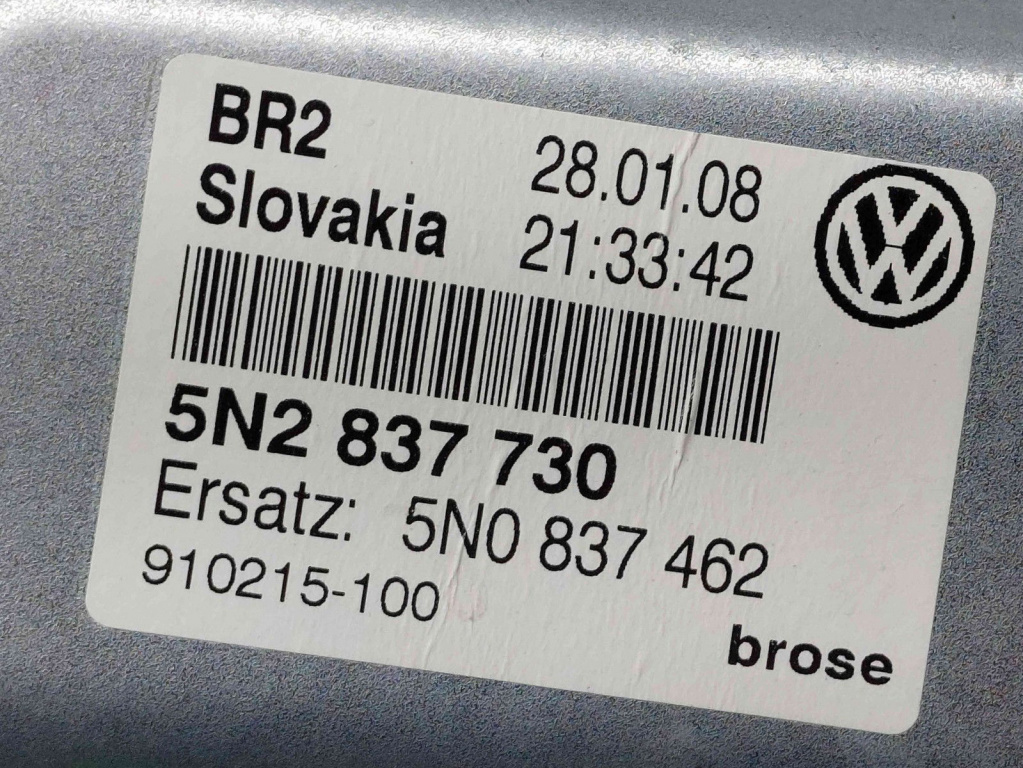 BR2 28.01.08
Slovakia 21:33:42
5N2 837 730
Ersatz: 5N0 837 462
910215-100
brose